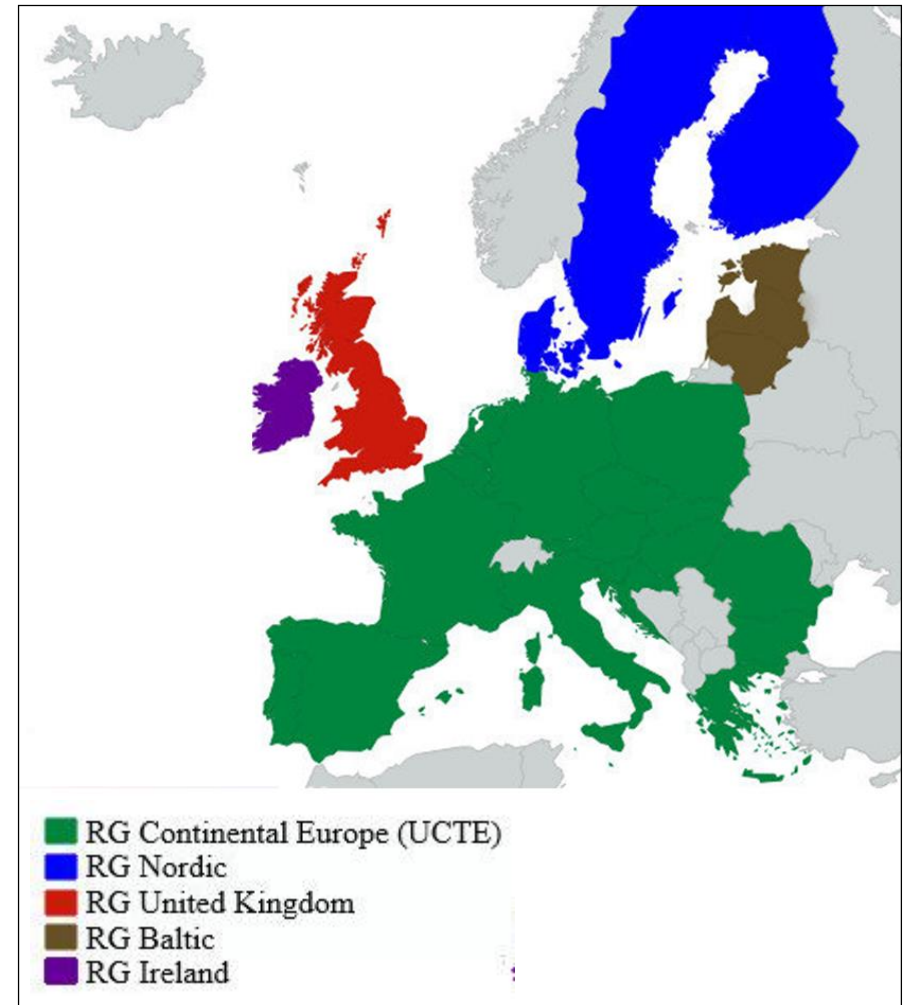 RG Continental Europe (UCTE)
RG Nordic
RG United Kingdom
RG Baltic
RG Ireland